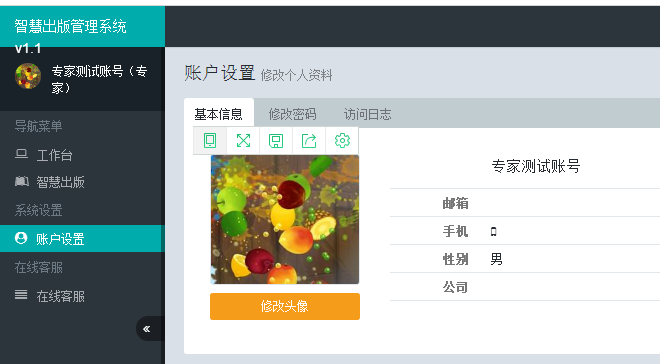 智慧出版管理系统
v1.1
专家测试账号（专
家）
导航菜单
工作台
智慧出版
系统设置
账户设置
在线客服
在线客服
账户设置 修改个人资料
基本信息 修改密码 访问日志
修改头像
专家测试账号
邮箱
手机
性别 男
公司